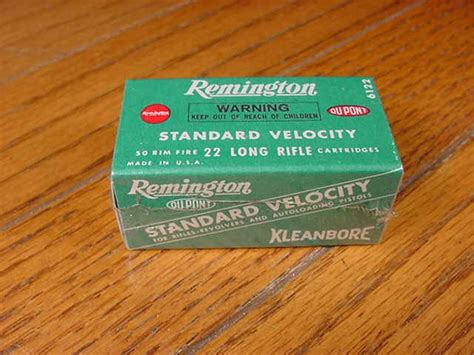 Remington
WARNING
KEEP OUT OF REACH OF CHILDREN
DU PONT
6122
STANDARD VELOCITY
50 RIM FIRE 22 LONG RIFLE CARTRIDGES
MADE IN U.S.A.
Remington
DU PONT
STANDARD VELOCITY
FOR RIFLES-REVOLVERS AND AUTOLOADING PISTOLS
KLEANBORE